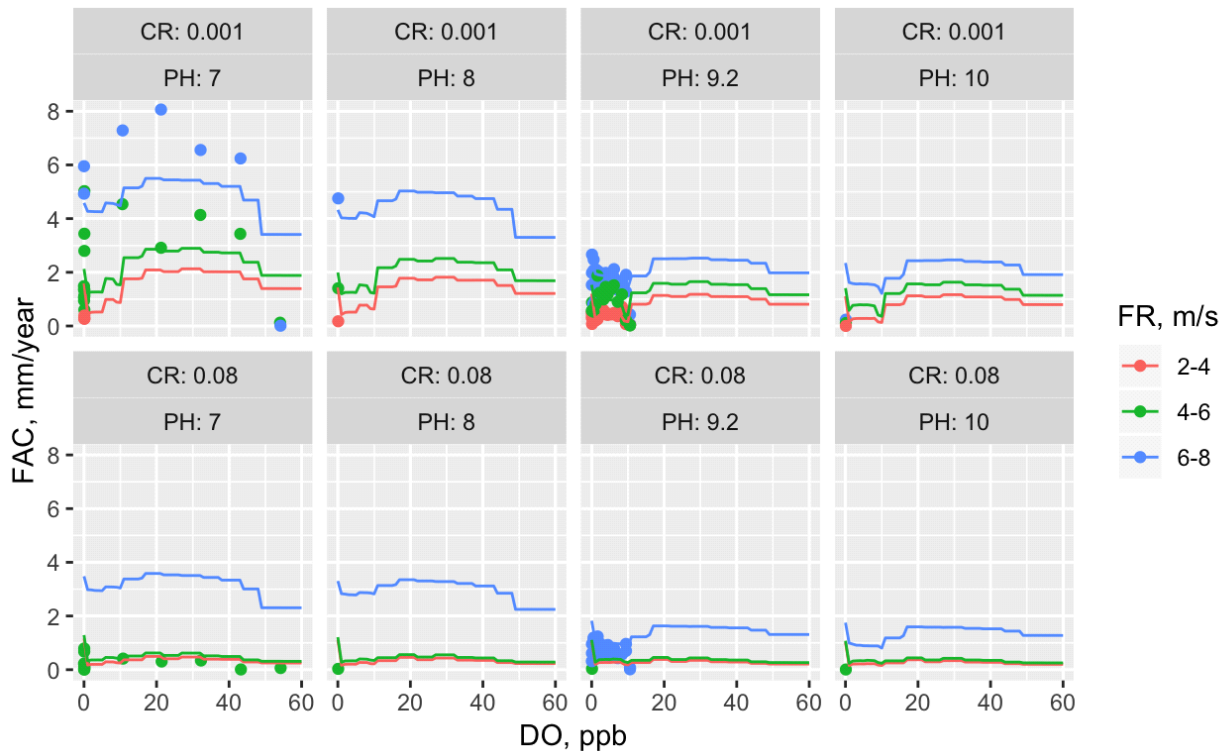 CR: 0.001 CR: 0.001 CR: 0.001 CR: 0.001
PH: 7 PH: 8 PH: 9.2 PH: 10
8
6
4
2
0
CR: 0.08 CR: 0.08 CR: 0.08 CR: 0.08
PH: 7 PH: 8 PH: 9.2 PH: 10
8
6
4
2
0
0 20 40 60 0 20 40 60 0 20 40 60 0 20 40 60
DO, ppb
FAC, mm/year
FR, m/s
2-4
4-6
6-8